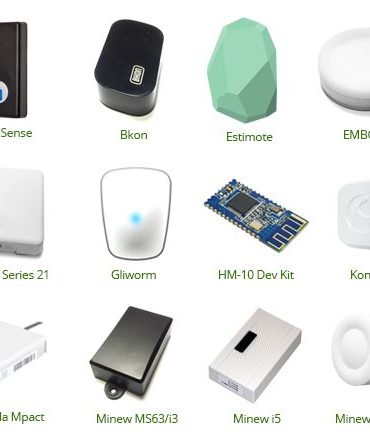 Bkon
Sense
Bkon
Estimote
EMBC
Series 21
Gliworm
HM-10 Dev Kit
Kon
la Mpact
Minew MS63/i3
Minew i5
Minew